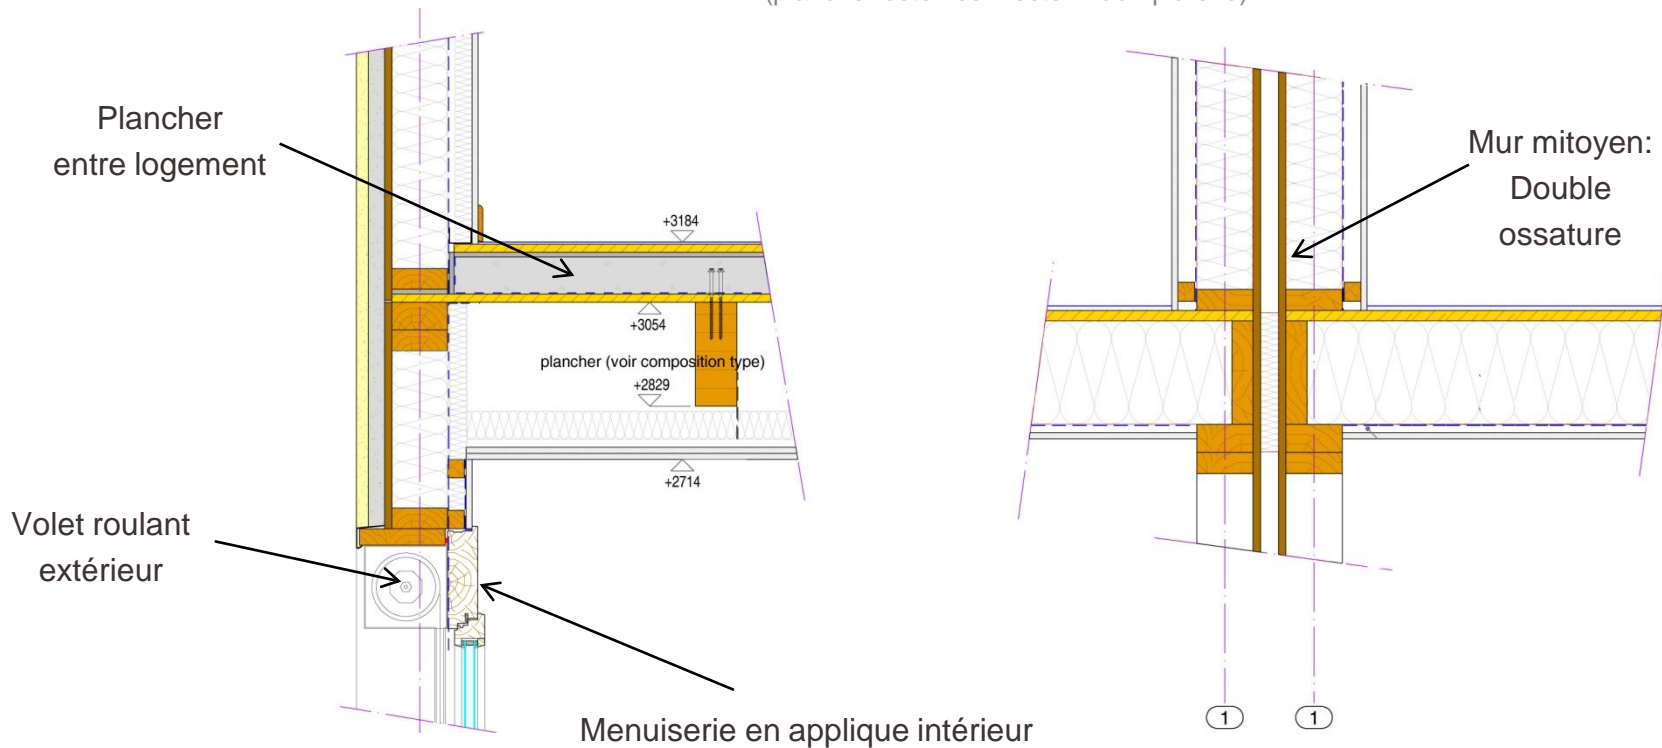 Plancher
entre logement
+3184
+3054
plancher (voir composition type)
+2829
+2714
Volet roulant
extérieur
Menuiserie en applique intérieur
Mur mitoyen:
Double
ossature
1
1